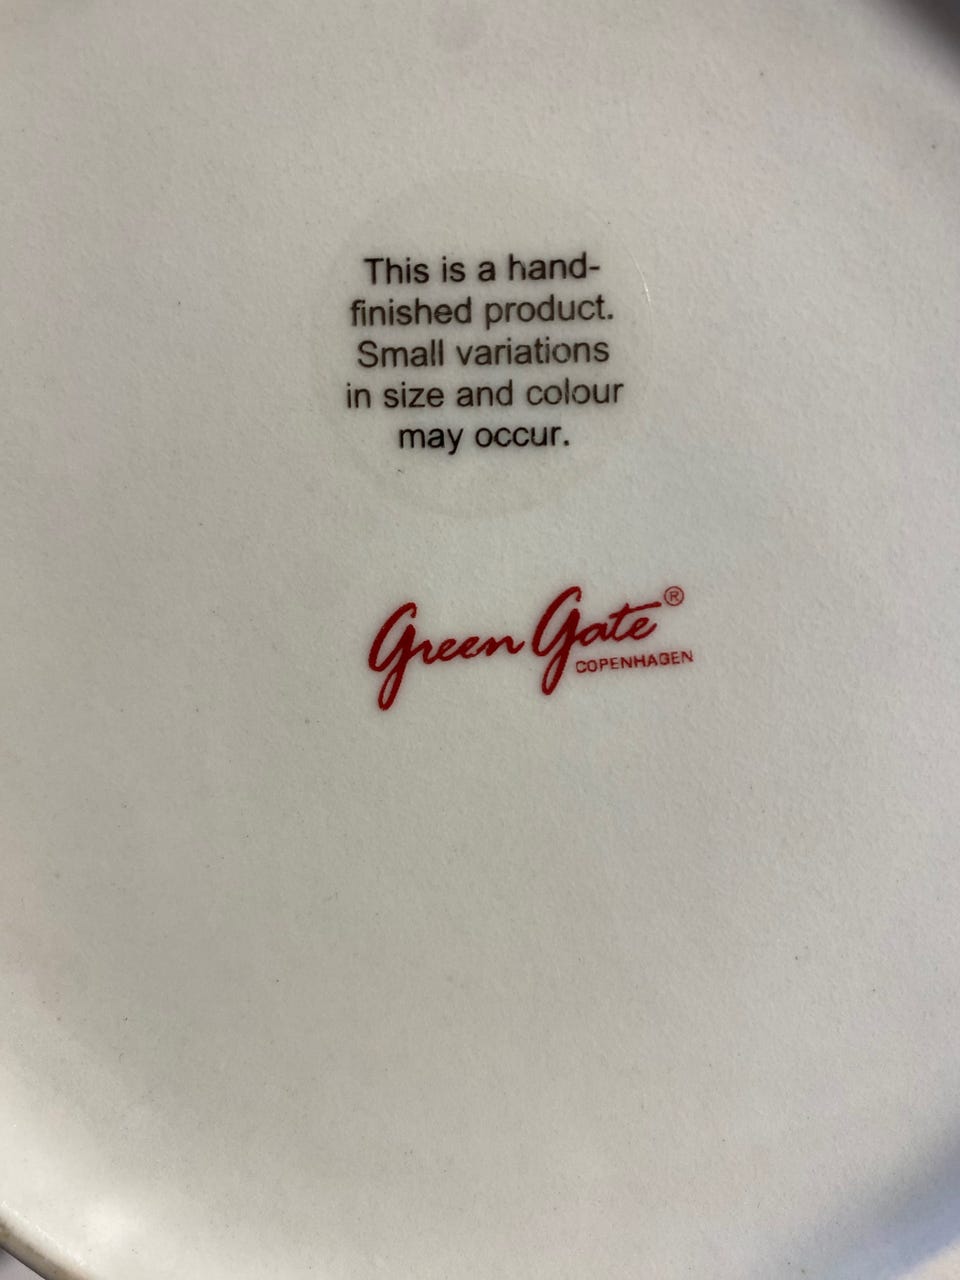 This is a hand-
finished product.
Small variations
in size and colour
may occur.
Green Gate®
COPENHAGEN